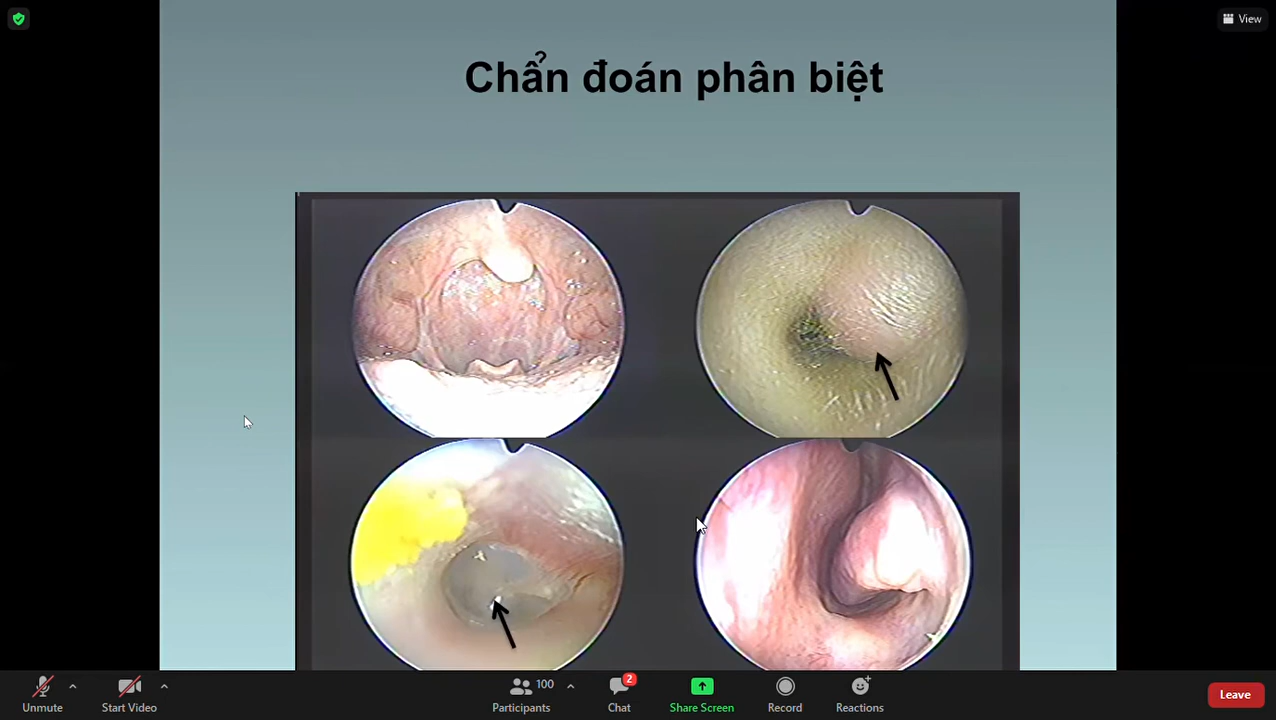 View
Chẩn đoán phân biệt
Unmute
Start Video
100
Participants
2
Chat
Share Screen
Record
Reactions
Leave